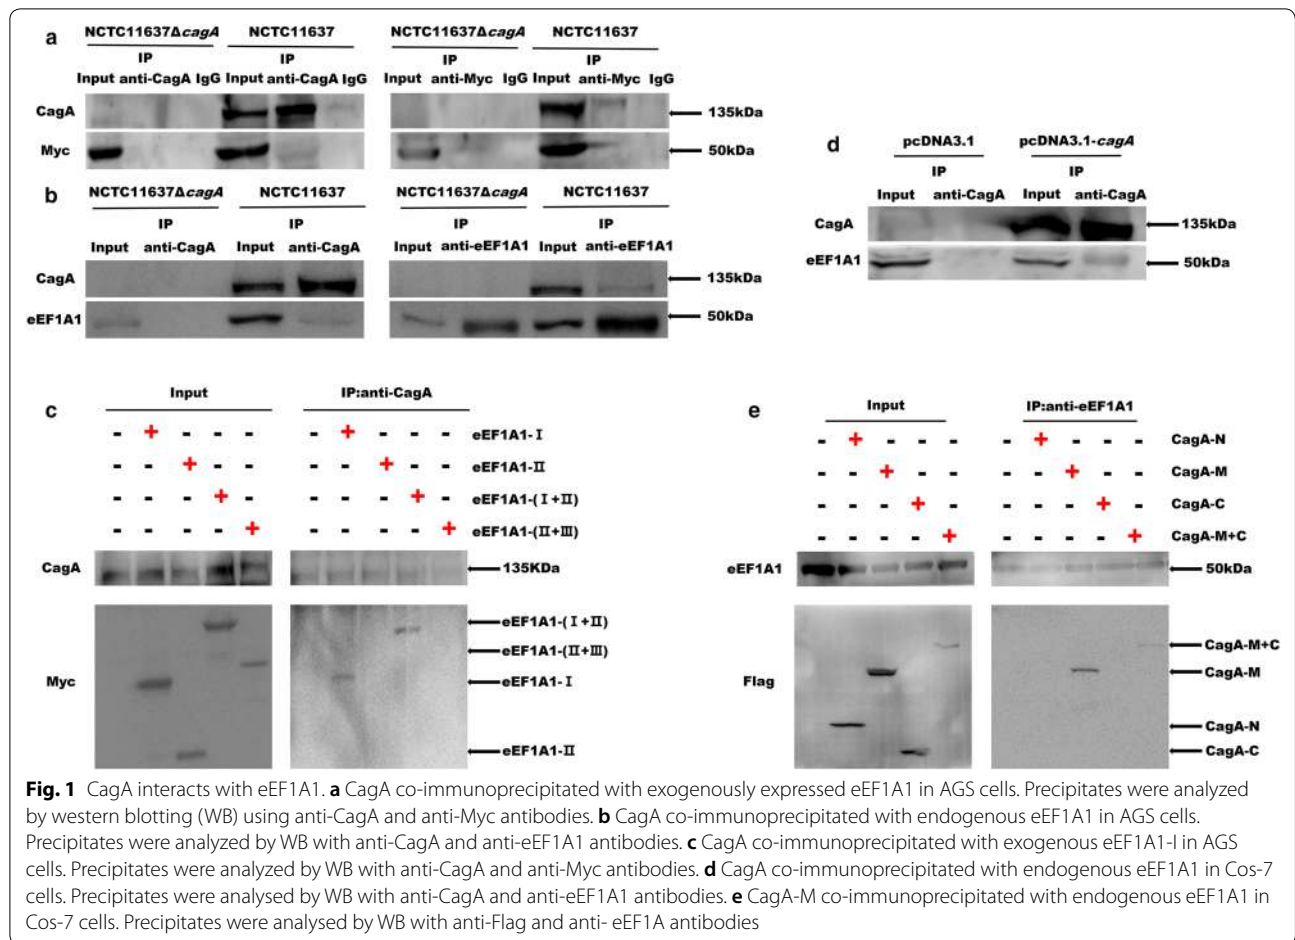 a
NCTC11637ΔcagA NCTC11637 NCTC11637ΔcagA NCTC11637
IP IP IP IP
Input anti-CagA IgG Input anti-CagA IgG Input anti-Myc IgG Input anti-Myc IgG
CagA 135kDa
Myc 50kDa
b
NCTC11637ΔcagA NCTC11637 NCTC11637ΔcagA NCTC11637
IP IP IP IP
Input anti-CagA Input anti-CagA Input anti-eEF1A1 Input anti-eEF1A1
CagA 135kDa
eEF1A1 50kDa
d
pcDNA3.1 pcDNA3.1-cagA
IP IP
Input anti-CagA Input anti-CagA
CagA 135kDa
eEF1A1 50kDa
c
Input IP:anti-CagA
- + - - - - + - - - eEF1A1-Ⅰ
- - + - - - - + - - eEF1A1-Ⅱ
- - - + - - - - + - eEF1A1-(Ⅰ+Ⅱ)
- - - - + - - - - + eEF1A1-(Ⅱ+Ⅲ)
CagA 135KDa
eEF1A1-(Ⅰ+Ⅱ)
eEF1A1-(Ⅱ+Ⅲ)
Myc eEF1A1-Ⅰ
eEF1A1-Ⅱ
e
Input IP:anti-eEF1A1
- + - - - - + - - - CagA-N
- - + - - - - + - - CagA-M
- - - + - - - - + - CagA-C
- - - - + - - - - + CagA-M+C
eEF1A1 50kDa
CagA-M+C
Flag CagA-M
CagA-N
CagA-C
Fig. 1 CagA interacts with eEF1A1. a CagA co-immunoprecipitated with exogenously expressed eEF1A1 in AGS cells. Precipitates were analyzed
by western blotting (WB) using anti-CagA and anti-Myc antibodies. b CagA co-immunoprecipitated with endogenous eEF1A1 in AGS cells.
Precipitates were analyzed by WB with anti-CagA and anti-eEF1A1 antibodies. c CagA co-immunoprecipitated with exogenous eEF1A1-I in AGS
cells. Precipitates were analyzed by WB with anti-CagA and anti-Myc antibodies. d CagA co-immunoprecipitated with endogenous eEF1A1 in Cos-7
cells. Precipitates were analysed by WB with anti-CagA and anti-eEF1A1 antibodies. e CagA-M co-immunoprecipitated with endogenous eEF1A1 in
Cos-7 cells. Precipitates were analysed by WB with anti-Flag and anti- eEF1A antibodies